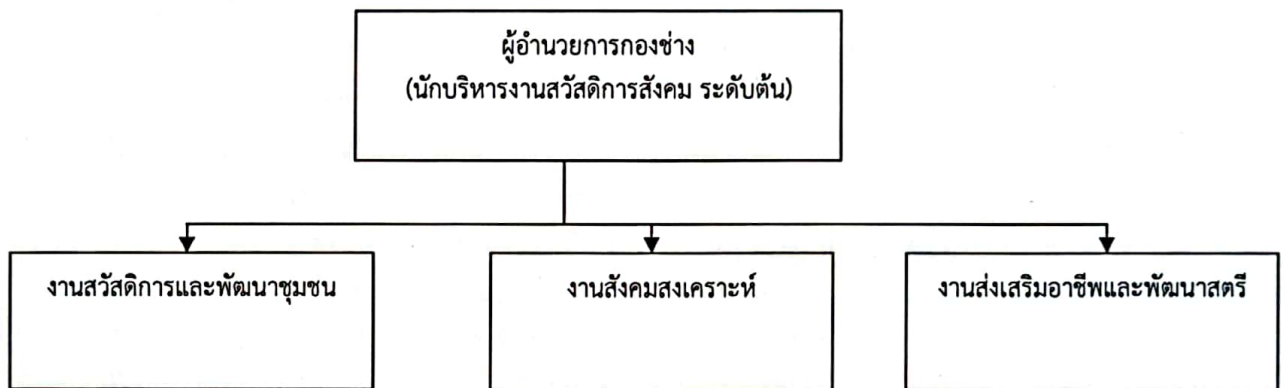 ผู้อำนวยการกองช่าง
(นักบริหารงานสวัสดิการสังคม ระดับต้น)
งานสวัสดิการและพัฒนาชุมชน
งานสังคมสงเคราะห์
งานส่งเสริมอาชีพและพัฒนาสตรี